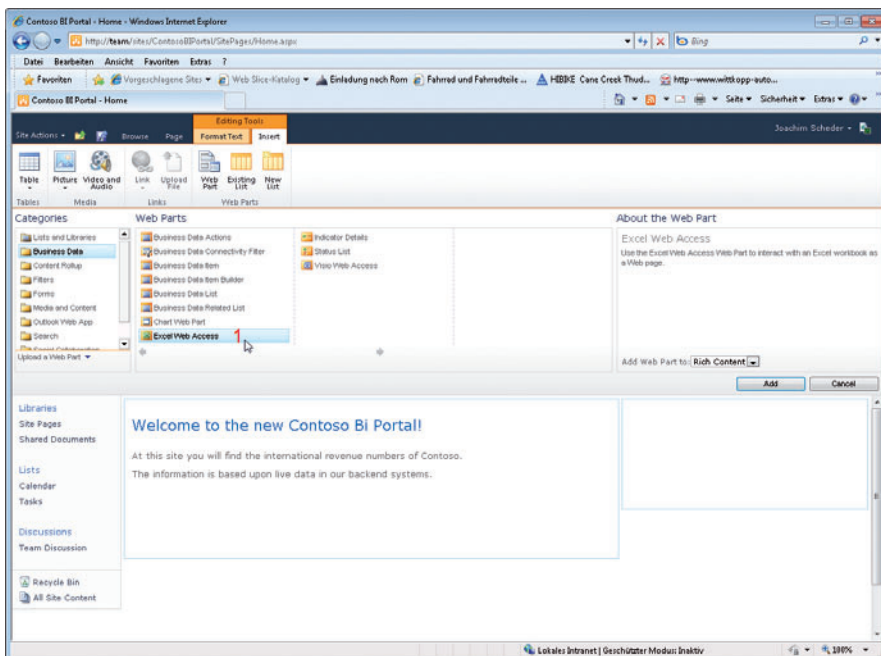 Contoso BI Portal - Home - Windows Internet Explorer
http://team/sites/ContosoBIPortal/SitePages/Home.aspx
Bing
Datei Bearbeiten Ansicht Favoriten Extras ?
Favoriten Vorgeschlagene Sites Web Slice-Katalog Einladung nach Rom Fahrrad und Fahrradteile ... HIBIKE Cane Creek Thud... http--www.wittkopp-auto...
Contoso BI Portal - Home
Seite Sicherheit Extras
Editing Tools
Site Actions Browse Page Format Text Insert
Joachim Scheder
Table Picture Video and Audio Link Upload File Web Part Existing List New List
Tables Media Links Web Parts
Categories Web Parts About the Web Part
Lists and Libraries
Business Data
Content Rollup
Filters
Forms
Media and Content
Outlook Web App
Search
Social Collaboration
Upload a Web Part
Business Data Actions
Business Data Connectivity Filter
Business Data Item
Business Data Item Builder
Business Data List
Business Data Related List
Chart Web Part
Excel Web Access 1
Indicator Details
Status List
Visio Web Access
Excel Web Access
Use the Excel Web Access Web Part to interact with an Excel workbook as
a Web page.
Add Web Part to: Rich Content
Add Cancel
Libraries
Site Pages
Shared Documents
Lists
Calendar
Tasks
Discussions
Team Discussion
Recycle Bin
All Site Content
Welcome to the new Contoso Bi Portal!
At this site you will find the international revenue numbers of Contoso.
The information is based upon live data in our backend systems.
Lokales Intranet | Geschützter Modus: Inaktiv
100%